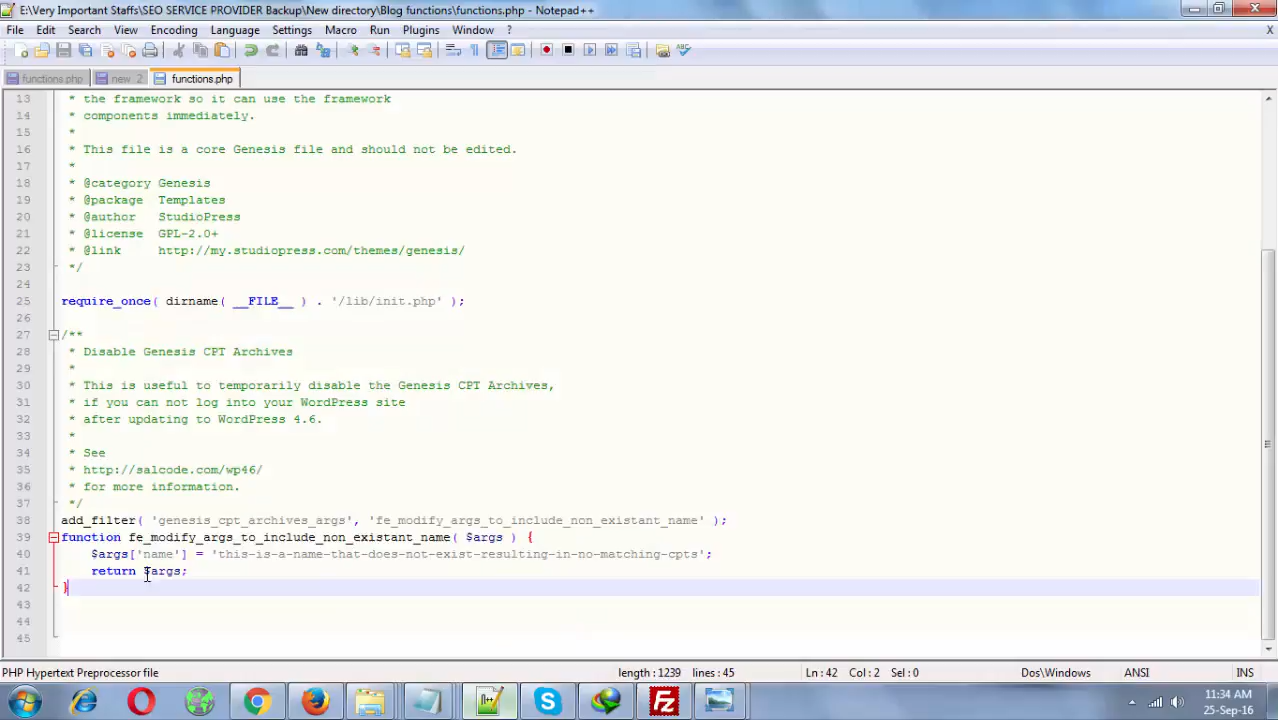 E:\Very Important Staffs\SEO SERVICE PROVIDER Backup\New directory\Blog functions\functions.php - Notepad++
File Edit Search View Encoding Language Settings Macro Run Plugins Window ? X
functions.php new 2 functions.php
13 * the framework so it can use the framework
14 * components immediately.
15 *
16 * This file is a core Genesis file and should not be edited.
17 *
18 * @category Genesis
19 * @package Templates
20 * @author StudioPress
21 * @license GPL-2.0+
22 * @link http://my.studiopress.com/themes/genesis/
23 */
24
25 require_once( dirname( __FILE__ ) . '/lib/init.php' );
26
27 /**
28 * Disable Genesis CPT Archives
29 *
30 * This is useful to temporarily disable the Genesis CPT Archives,
31 * if you can not log into your WordPress site
32 * after updating to WordPress 4.6.
33 *
34 * See
35 * http://salcode.com/wp46/
36 * for more information.
37 */
38 add_filter( 'genesis_cpt_archives_args', 'fe_modify_args_to_include_non_existant_name' );
39 function fe_modify_args_to_include_non_existant_name( $args ) {
40 $args['name'] = 'this-is-a-name-that-does-not-exist-resulting-in-no-matching-cpts';
41 return $args;
42 }
43
44
45
PHP Hypertext Preprocessor file length : 1239 lines : 45 Ln : 42 Col : 2 Sel : 0 Dos\Windows ANSI INS
11:34 AM
25-Sep-16